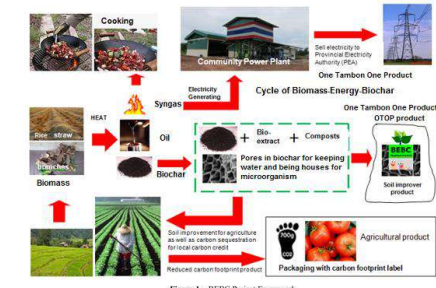 Cooking
Community Power Plant
Sell electricity to
Provincial Electricity
Authority (PEA)
One Tambon One Product
Electricity
Generating
Syngas
Cycle of Biomass-Energy-Biochar
HEAT
Rice straw
Branches
Biomass
Oil
Biochar
+
Bio-
extract
+
Composts
Pores in biochar for keeping
water and being houses for
microorganism
One Tambon One Product
OTOP product
BEBC
Soil improver
product
Soil improvement for agriculture
as well as carbon sequestration
for local carbon credit
Reduced carbon footprint product
700g
CO2
Agricultural product
Packaging with carbon footprint label